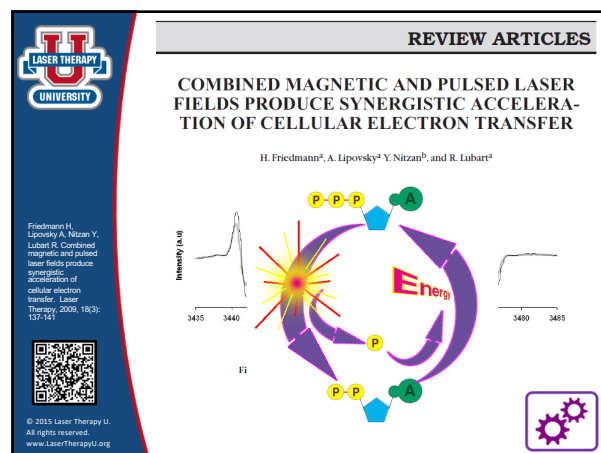 LASER THERAPY
U
UNIVERSITY
REVIEW ARTICLES
COMBINED MAGNETIC AND PULSED LASER
FIELDS PRODUCE SYNERGISTIC ACCELERA-
TION OF CELLULAR ELECTRON TRANSFER
H. Friedmannª, A. Lipovskyª Y. Nitzanᵇ, and R. Lubartª
Friedmann H,
Lipovsky A, Nitzan Y,
Lubart R. Combined
magnetic and pulsed
laser fields produce
synergistic
acceleration of
cellular electron
transfer. Laser
Therapy, 2009, 18(3):
137-141
© 2015 Laser Therapy U.
All rights reserved.
www.LaserTherapyU.org
Intensity (a.u)
3435 3440
3480 3485
P P P A
Energy
P
P P A
Fi